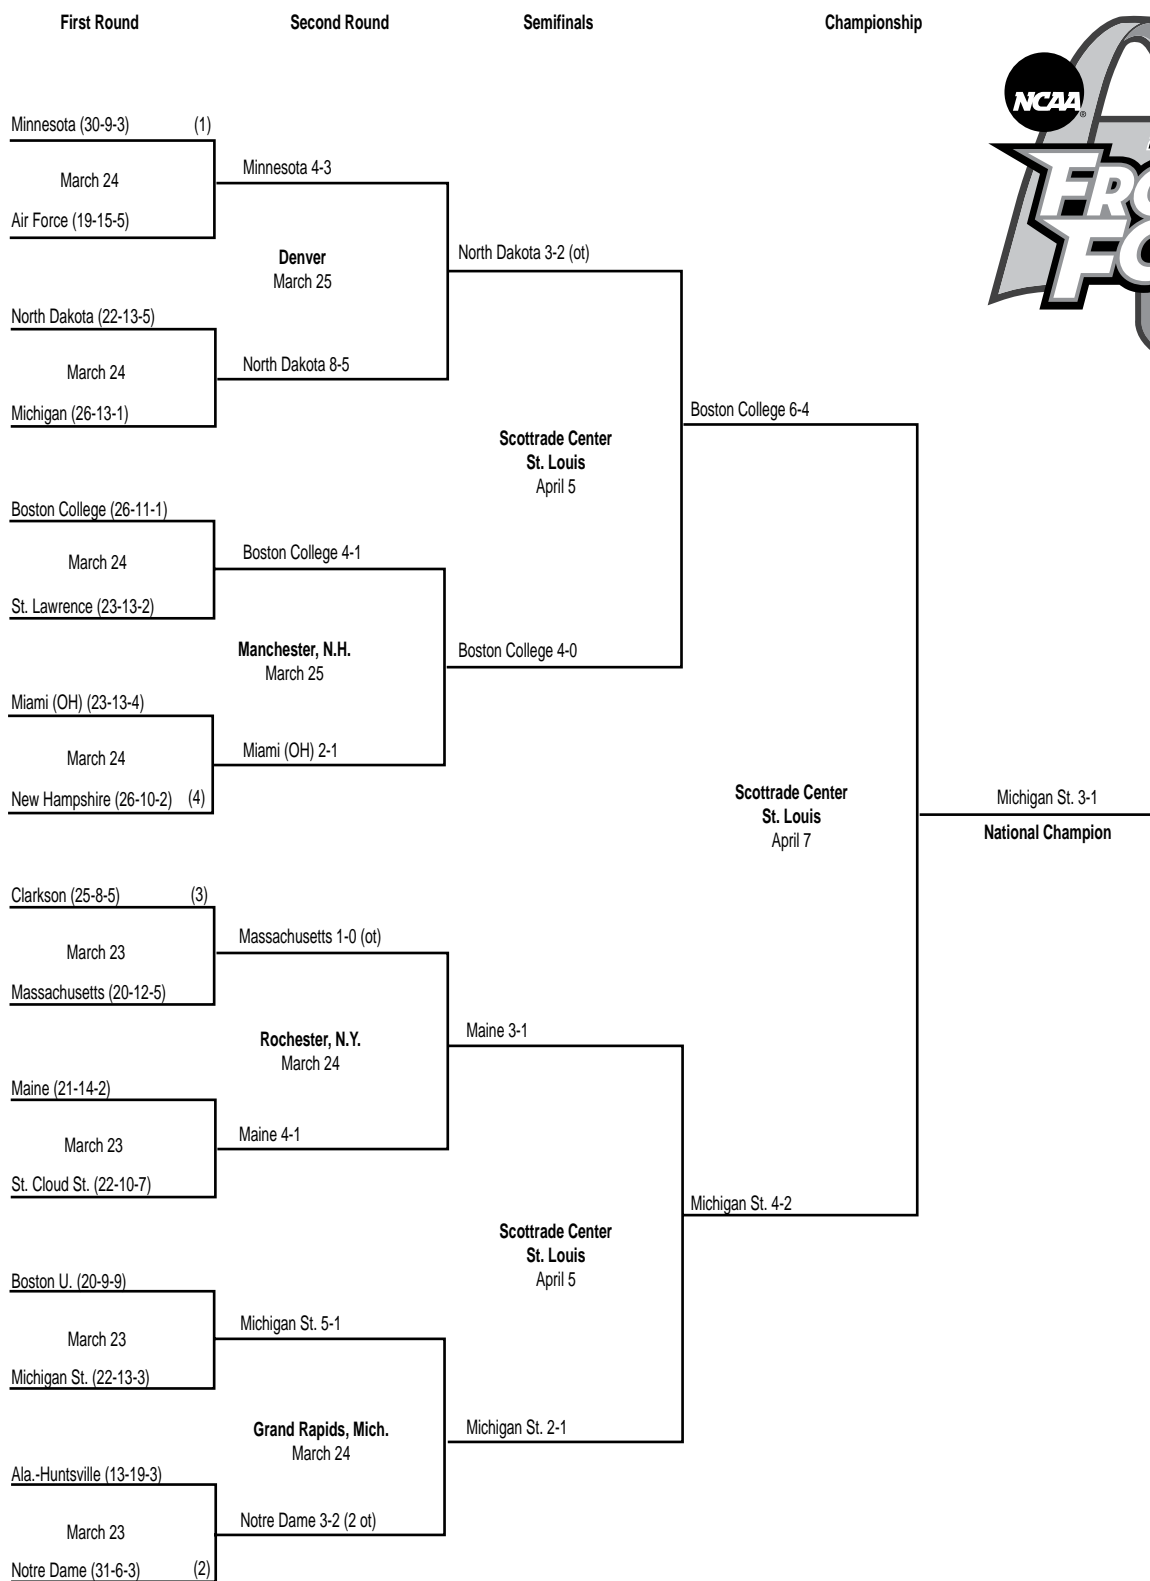 First Round Second Round Semifinals Championship
NCAA
®
Minnesota (30-9-3) (1)
March 24
Air Force (19-15-5)
Minnesota 4-3
Denver
March 25
North Dakota (22-13-5)
March 24
Michigan (26-13-1)
North Dakota 8-5
North Dakota 3-2 (ot)
Boston College (26-11-1)
March 24
St. Lawrence (23-13-2)
Boston College 4-1
Manchester, N.H.
March 25
Miami (OH) (23-13-4)
March 24
New Hampshire (26-10-2) (4)
Miami (OH) 2-1
Boston College 4-0
Scottrade Center
St. Louis
April 5
Boston College 6-4
Clarkson (25-8-5) (3)
March 23
Massachusetts (20-12-5)
Massachusetts 1-0 (ot)
Rochester, N.Y.
March 24
Maine (21-14-2)
March 23
St. Cloud St. (22-10-7)
Maine 4-1
Maine 3-1
Boston U. (20-9-9)
March 23
Michigan St. (22-13-3)
Michigan St. 5-1
Grand Rapids, Mich.
March 24
Ala.-Huntsville (13-19-3)
March 23
Notre Dame (31-6-3) (2)
Notre Dame 3-2 (2 ot)
Michigan St. 2-1
Scottrade Center
St. Louis
April 5
Michigan St. 4-2
Scottrade Center
St. Louis
April 7
Michigan St. 3-1
National Champion